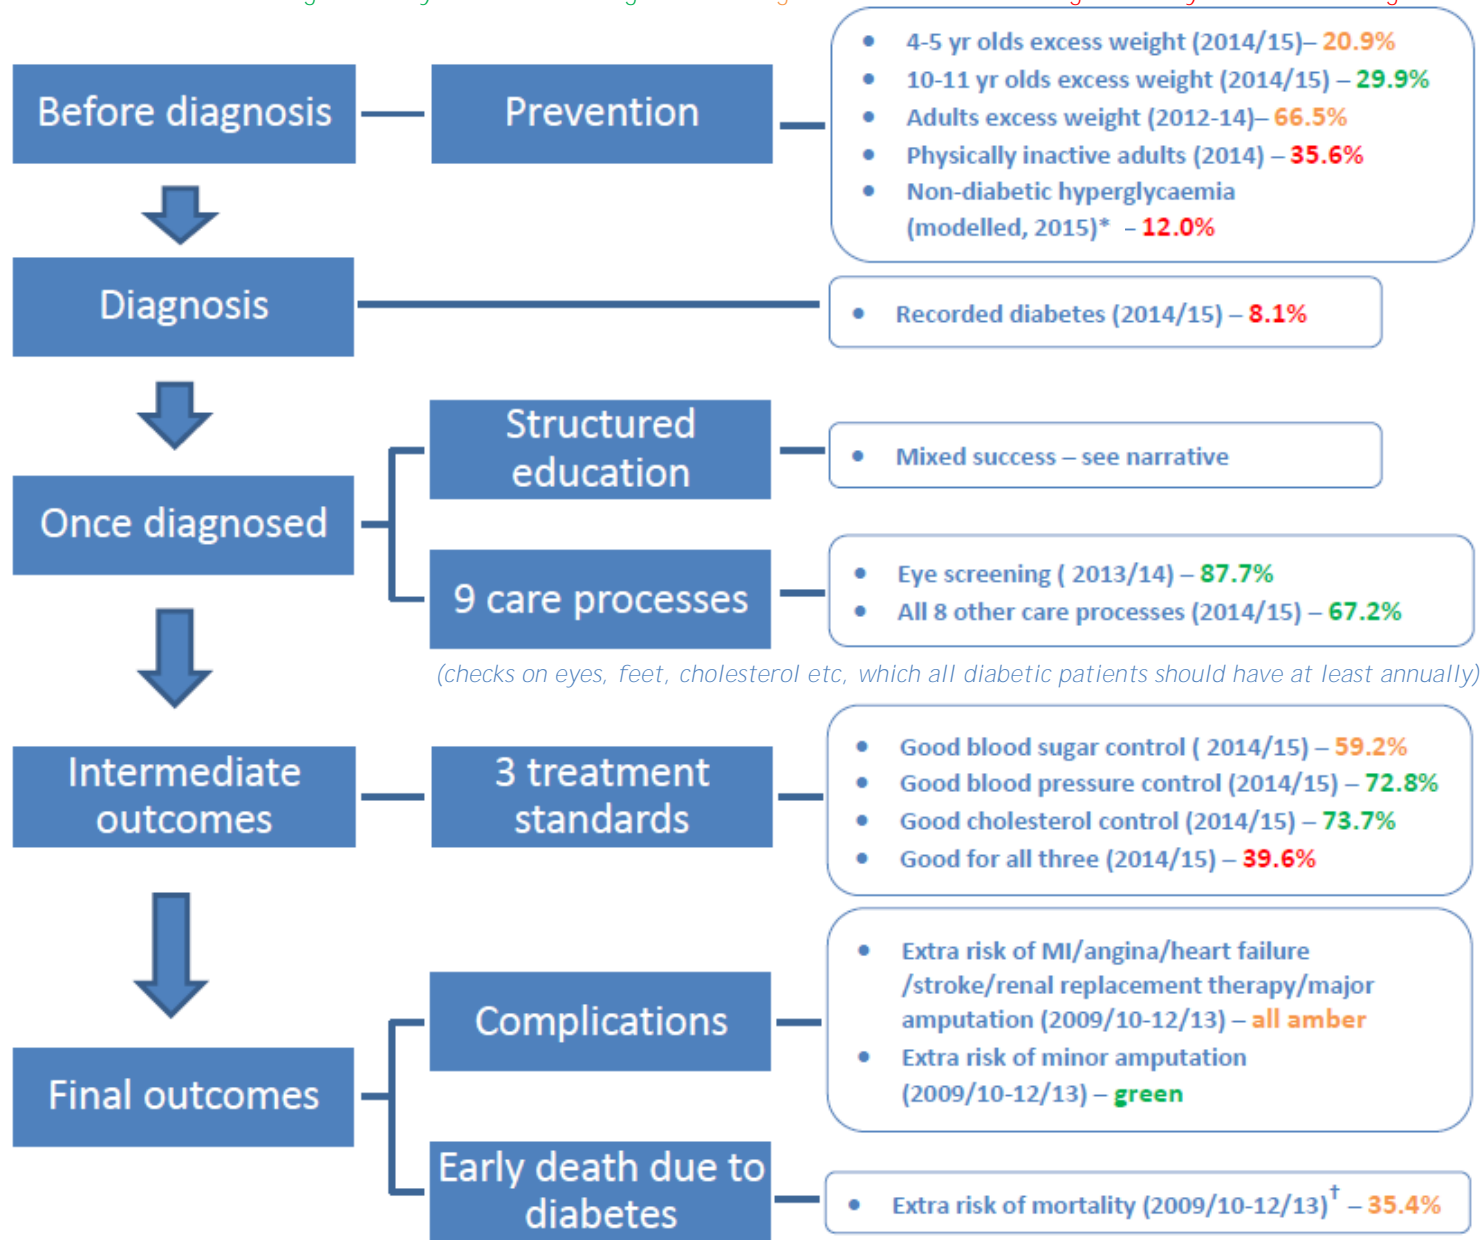 4-5 yr olds excess weight (2014/15)– 20.9%
10-11 yr olds excess weight (2014/15) – 29.9%
Adults excess weight (2012-14)– 66.5%
Physically inactive adults (2014) – 35.6%
Non-diabetic hyperglycaemia
(modelled, 2015)* – 12.0%
Before diagnosis
Prevention
Diagnosis
Recorded diabetes (2014/15) – 8.1%
Once diagnosed
Structured
education
Mixed success – see narrative
9 care processes
Eye screening ( 2013/14) – 87.7%
All 8 other care processes (2014/15) – 67.2%
(checks on eyes, feet, cholesterol etc, which all diabetic patients should have at least annually)
Intermediate
outcomes
3 treatment
standards
Good blood sugar control ( 2014/15) – 59.2%
Good blood pressure control (2014/15) – 72.8%
Good cholesterol control (2014/15) – 73.7%
Good for all three (2014/15) – 39.6%
Final outcomes
Complications
Extra risk of MI/angina/heart failure
/stroke/renal replacement therapy/major
amputation (2009/10-12/13) – all amber
Extra risk of minor amputation
(2009/10-12/13) – green
Early death due to
diabetes
Extra risk of mortality (2009/10-12/13)† – 35.4%